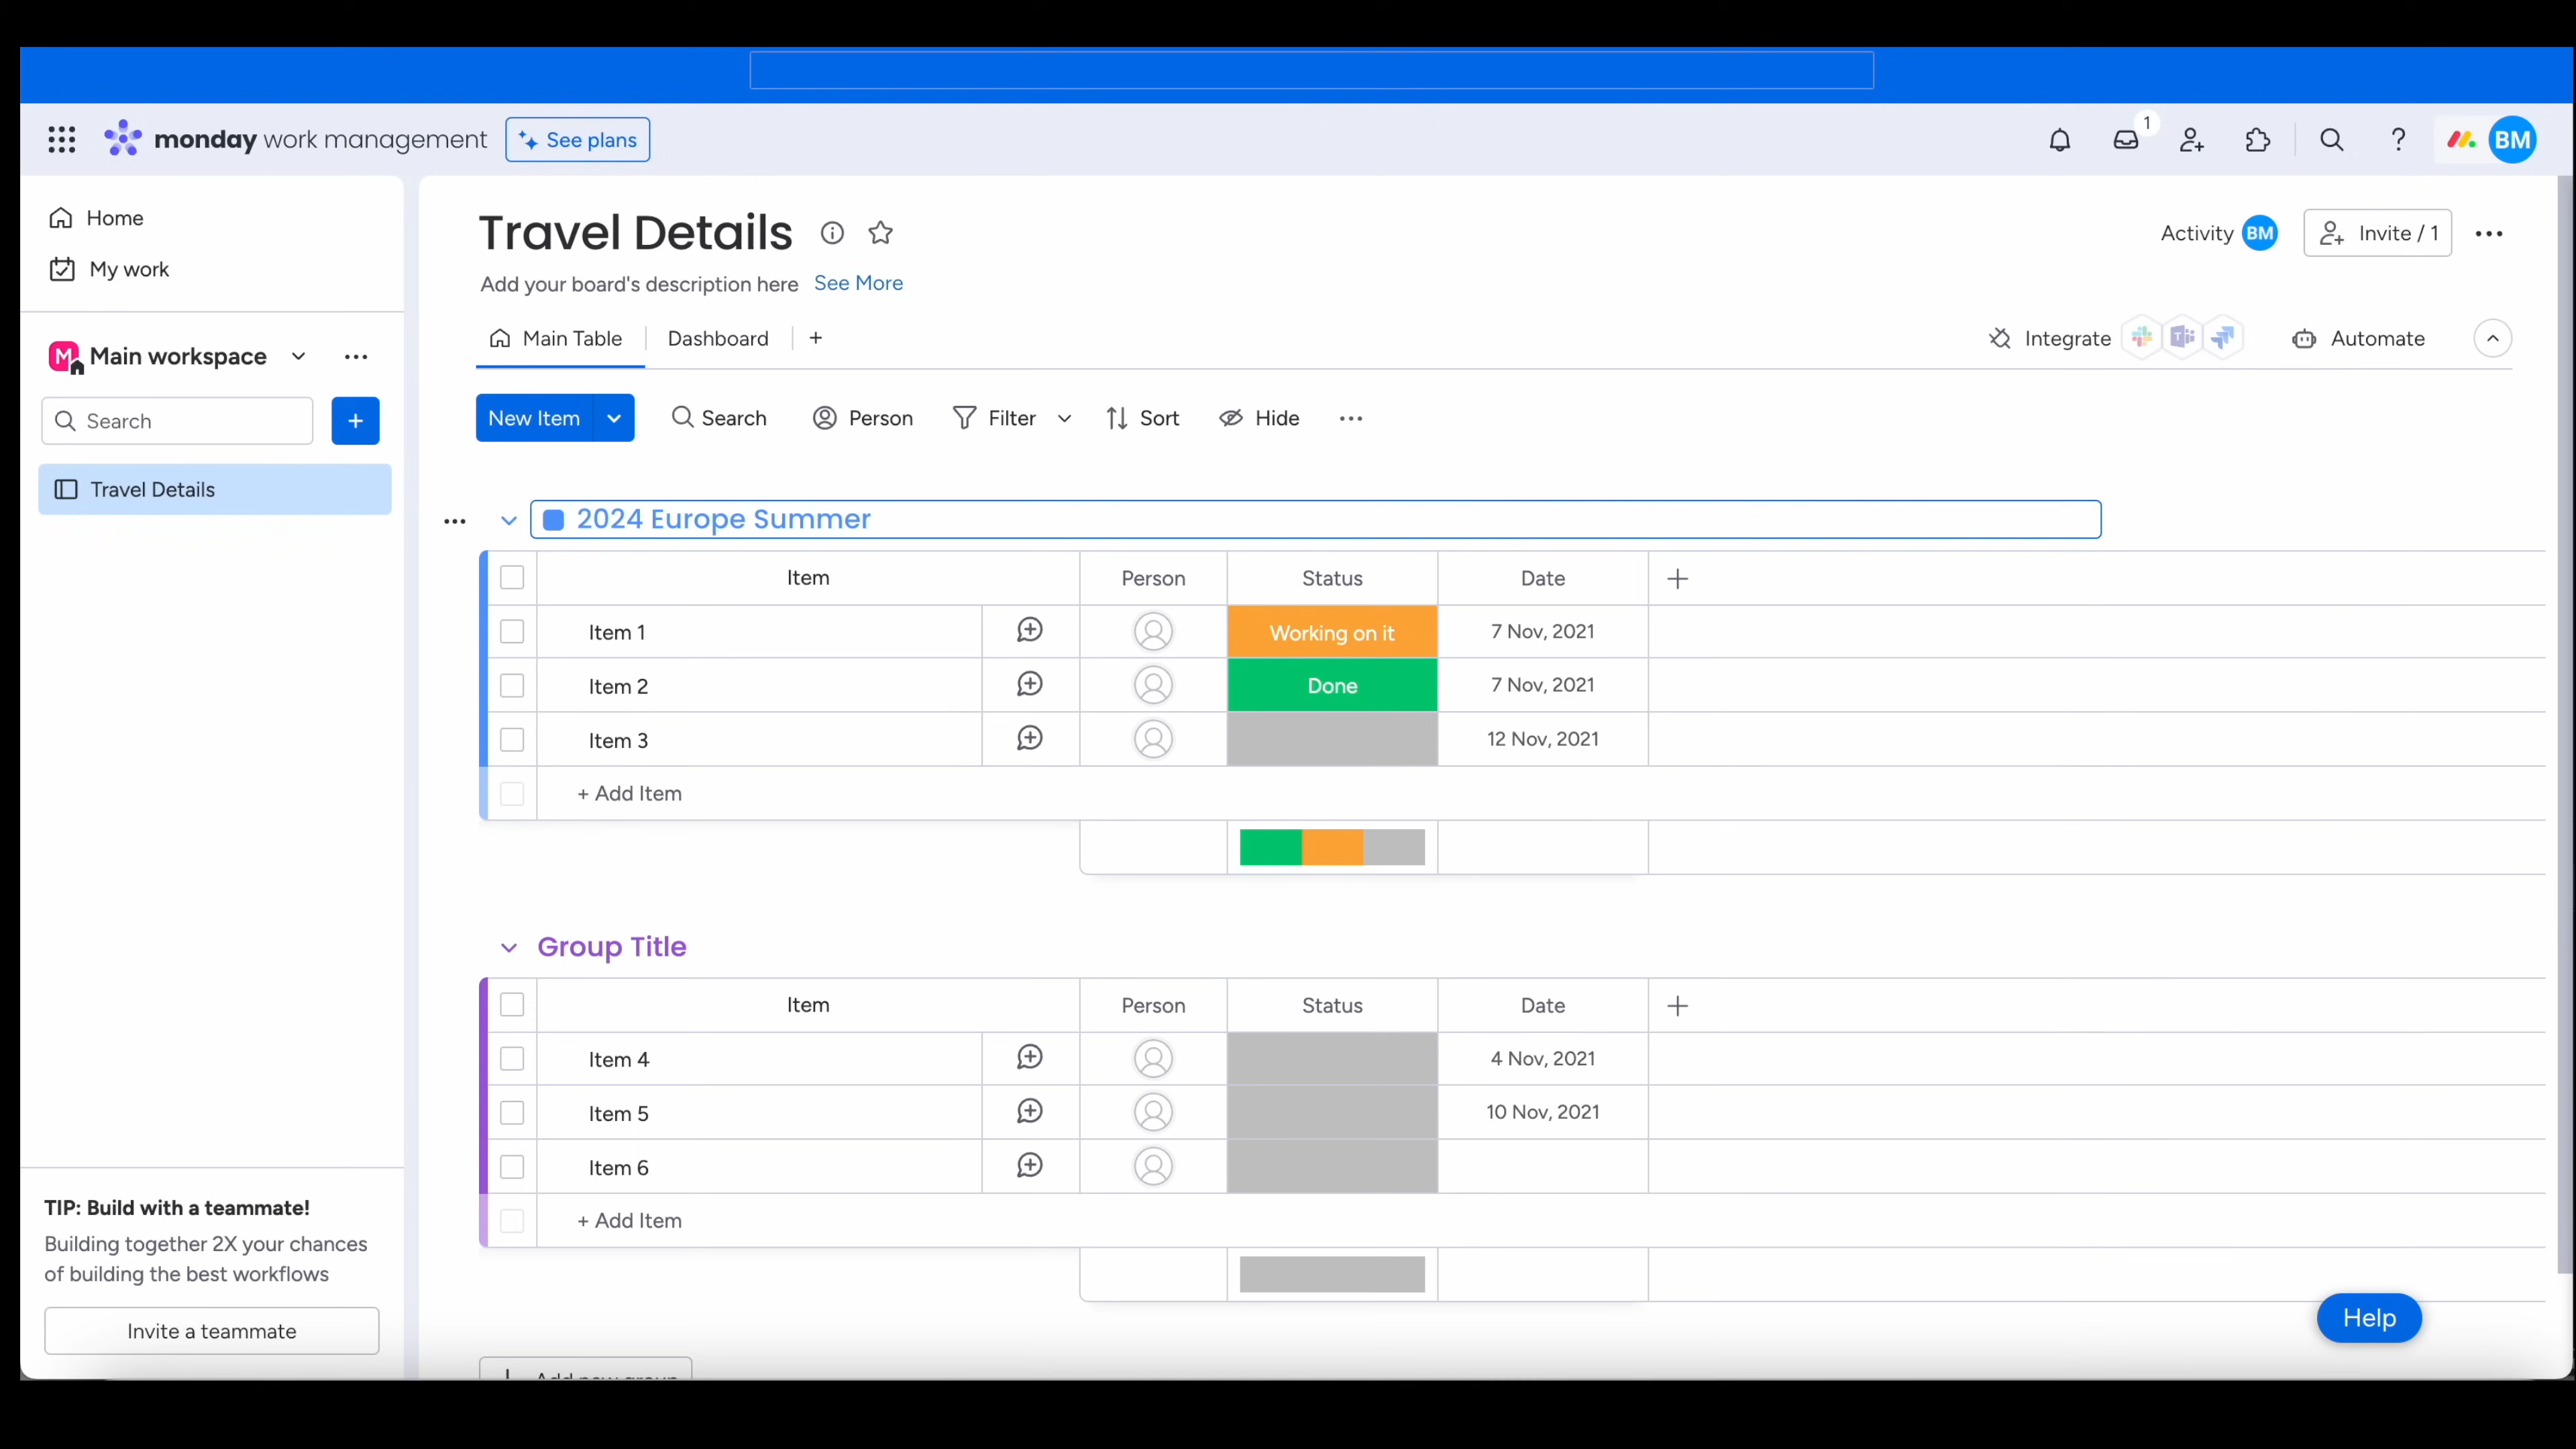 monday work management
See plans
1
BM
Home
My work
M
Main workspace
Search
+
Travel Details
TIP: Build with a teammate!
Building together 2X your chances
of building the best workflows
Invite a teammate
Travel Details
Activity BM
Invite / 1
Add your board's description here See More
Main Table
Dashboard
+
Integrate
Automate
New Item
Search
Person
Filter
Sort
Hide
2024 Europe Summer
Item Person Status Date +
Item 1 Working on it 7 Nov, 2021
Item 2 Done 7 Nov, 2021
Item 3 12 Nov, 2021
+ Add Item
Group Title
Item Person Status Date +
Item 4 4 Nov, 2021
Item 5 10 Nov, 2021
Item 6
+ Add Item
Add new group
Help